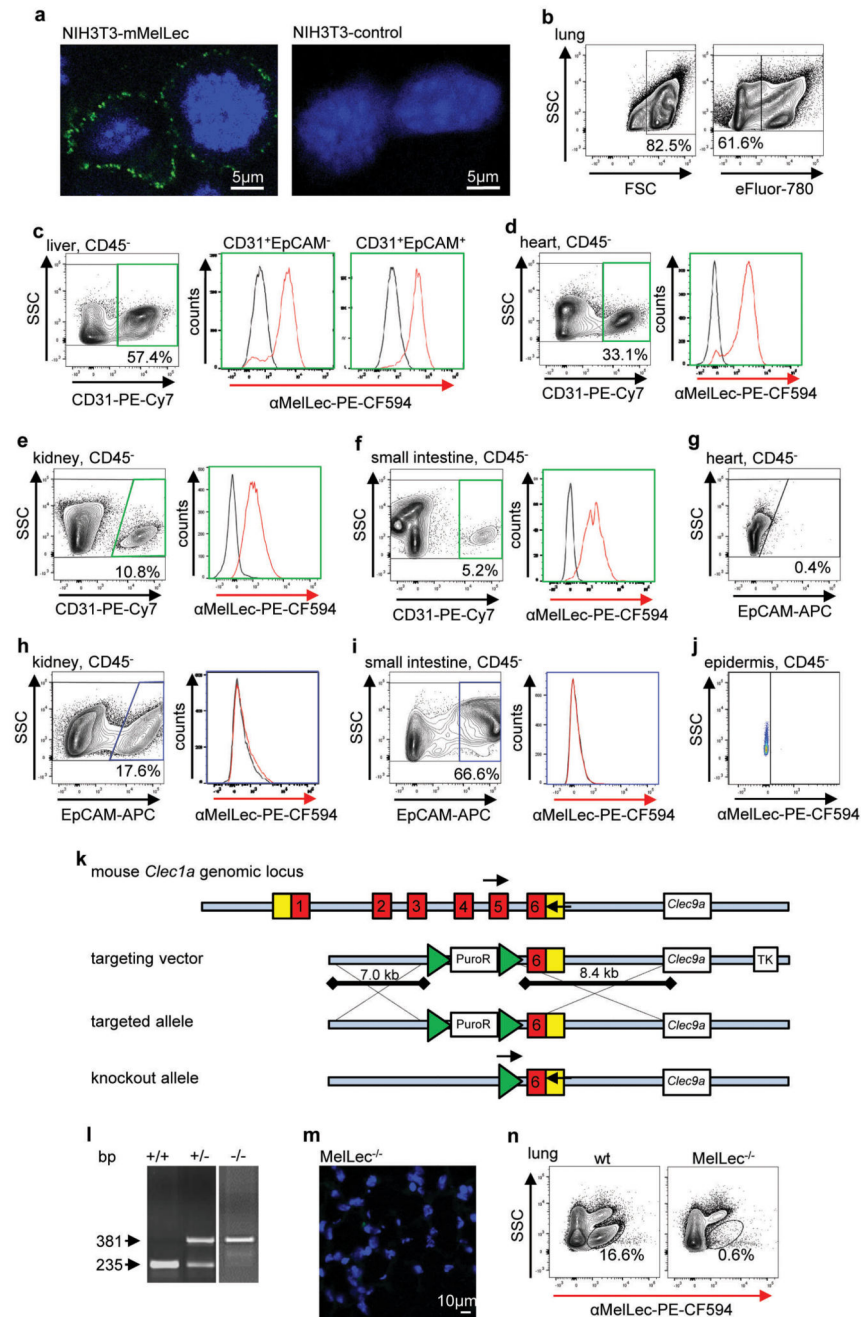 a
NIH3T3-mMelLec
NIH3T3-control
5µm
5µm
b
lung
SSC
82.5%
61.6%
FSC
eFluor-780
c
liver, CD45-
CD31+EpCAM-
CD31+EpCAM+
SSC
counts
57.4%
CD31-PE-Cy7
αMelLec-PE-CF594
d
heart, CD45-
SSC
counts
33.1%
CD31-PE-Cy7
αMelLec-PE-CF594
e
kidney, CD45-
SSC
counts
10.8%
CD31-PE-Cy7
αMelLec-PE-CF594
f
small intestine, CD45-
SSC
counts
5.2%
CD31-PE-Cy7
αMelLec-PE-CF594
g
heart, CD45-
SSC
0.4%
EpCAM-APC
h
kidney, CD45-
SSC
counts
17.6%
EpCAM-APC
αMelLec-PE-CF594
i
small intestine, CD45-
SSC
counts
66.6%
EpCAM-APC
αMelLec-PE-CF594
j
epidermis, CD45-
SSC
αMelLec-PE-CF594
k
mouse Clec1a genomic locus
1 2 3 4 5 6 Clec9a
targeting vector
PuroR 6 Clec9a TK
7.0 kb 8.4 kb
targeted allele
PuroR 6 Clec9a
knockout allele
6 Clec9a
l
bp +/+ +/- -/-
381
235
m
MelLec-/-
10µm
n
lung
wt
MelLec-/-
SSC
16.6%
0.6%
αMelLec-PE-CF594